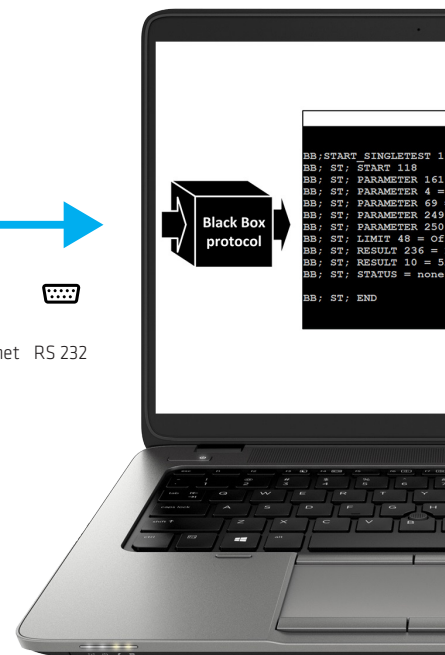 Black Box
protocol
BB;START_SINGLETEST 1
BB; ST; START 118
BB; ST; PARAMETER 161
BB; ST; PARAMETER 4 =
BB; ST; PARAMETER 69
BB; ST; PARAMETER 249
BB; ST; PARAMETER 250
BB; ST; LIMIT 48 = Of
BB; ST; RESULT 236 =
BB; ST; RESULT 10 = 5
BB; ST; STATUS = none
BB; ST; END
net RS 232
Q W E R T Y
A S D F G H
Z X C V B